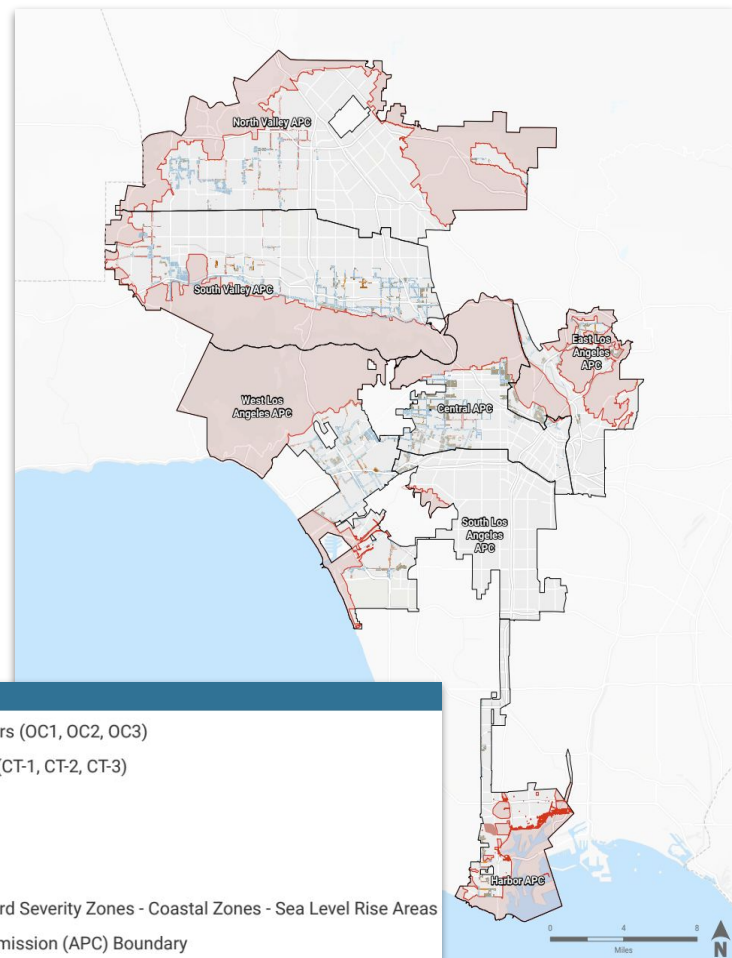 North Valley APC
South Valley APC
East Los
Angeles
APC
West Los
Angeles APC
Central APC
South Los
Angeles
APC
rs (OC1, OC2, OC3)
(CT-1, CT-2, CT-3)
rd Severity Zones - Coastal Zones - Sea Level Rise Areas
mission (APC) Boundary
Harbor APC
0 4 8
Miles
N